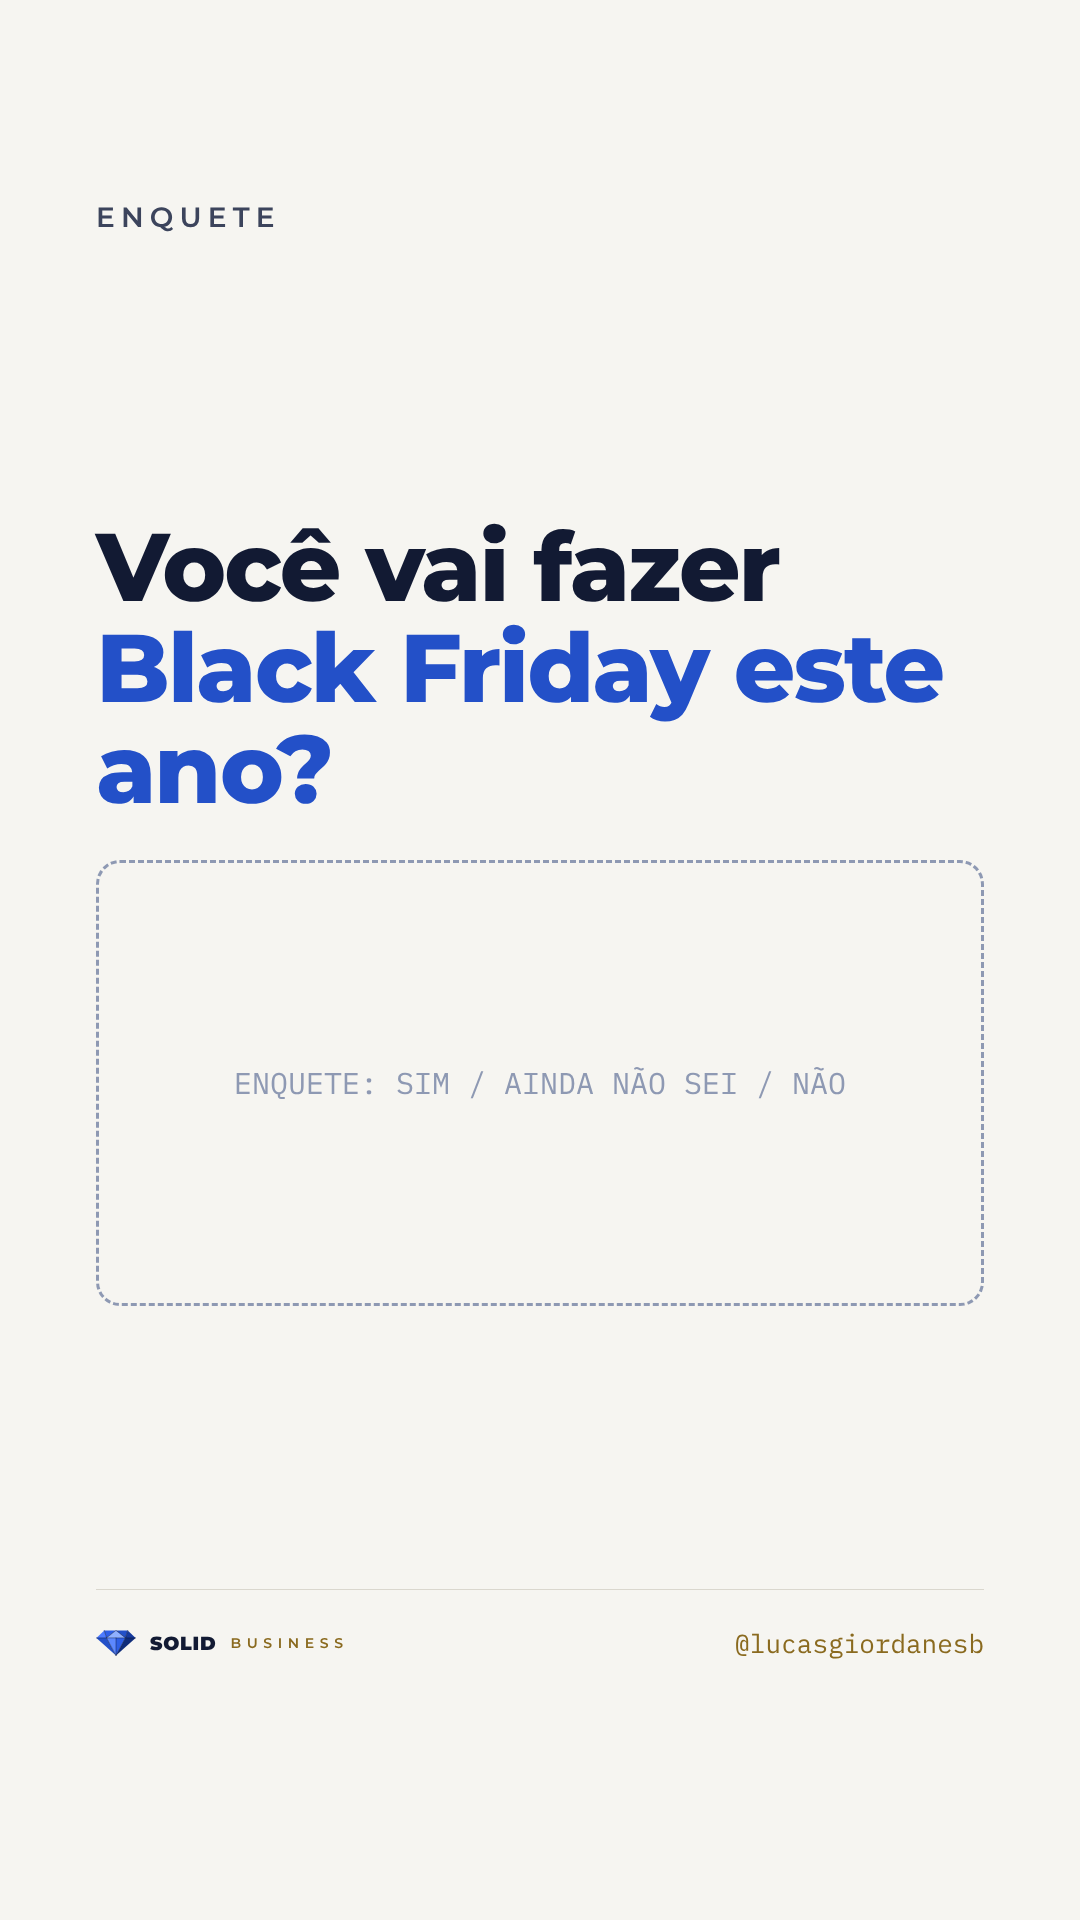 ENQUETE
Você vai fazer
Black Friday este
ano?
ENQUETE: SIM / AINDA NÃO SEI / NÃO
SOLID BUSINESS
@lucasgiordanesb